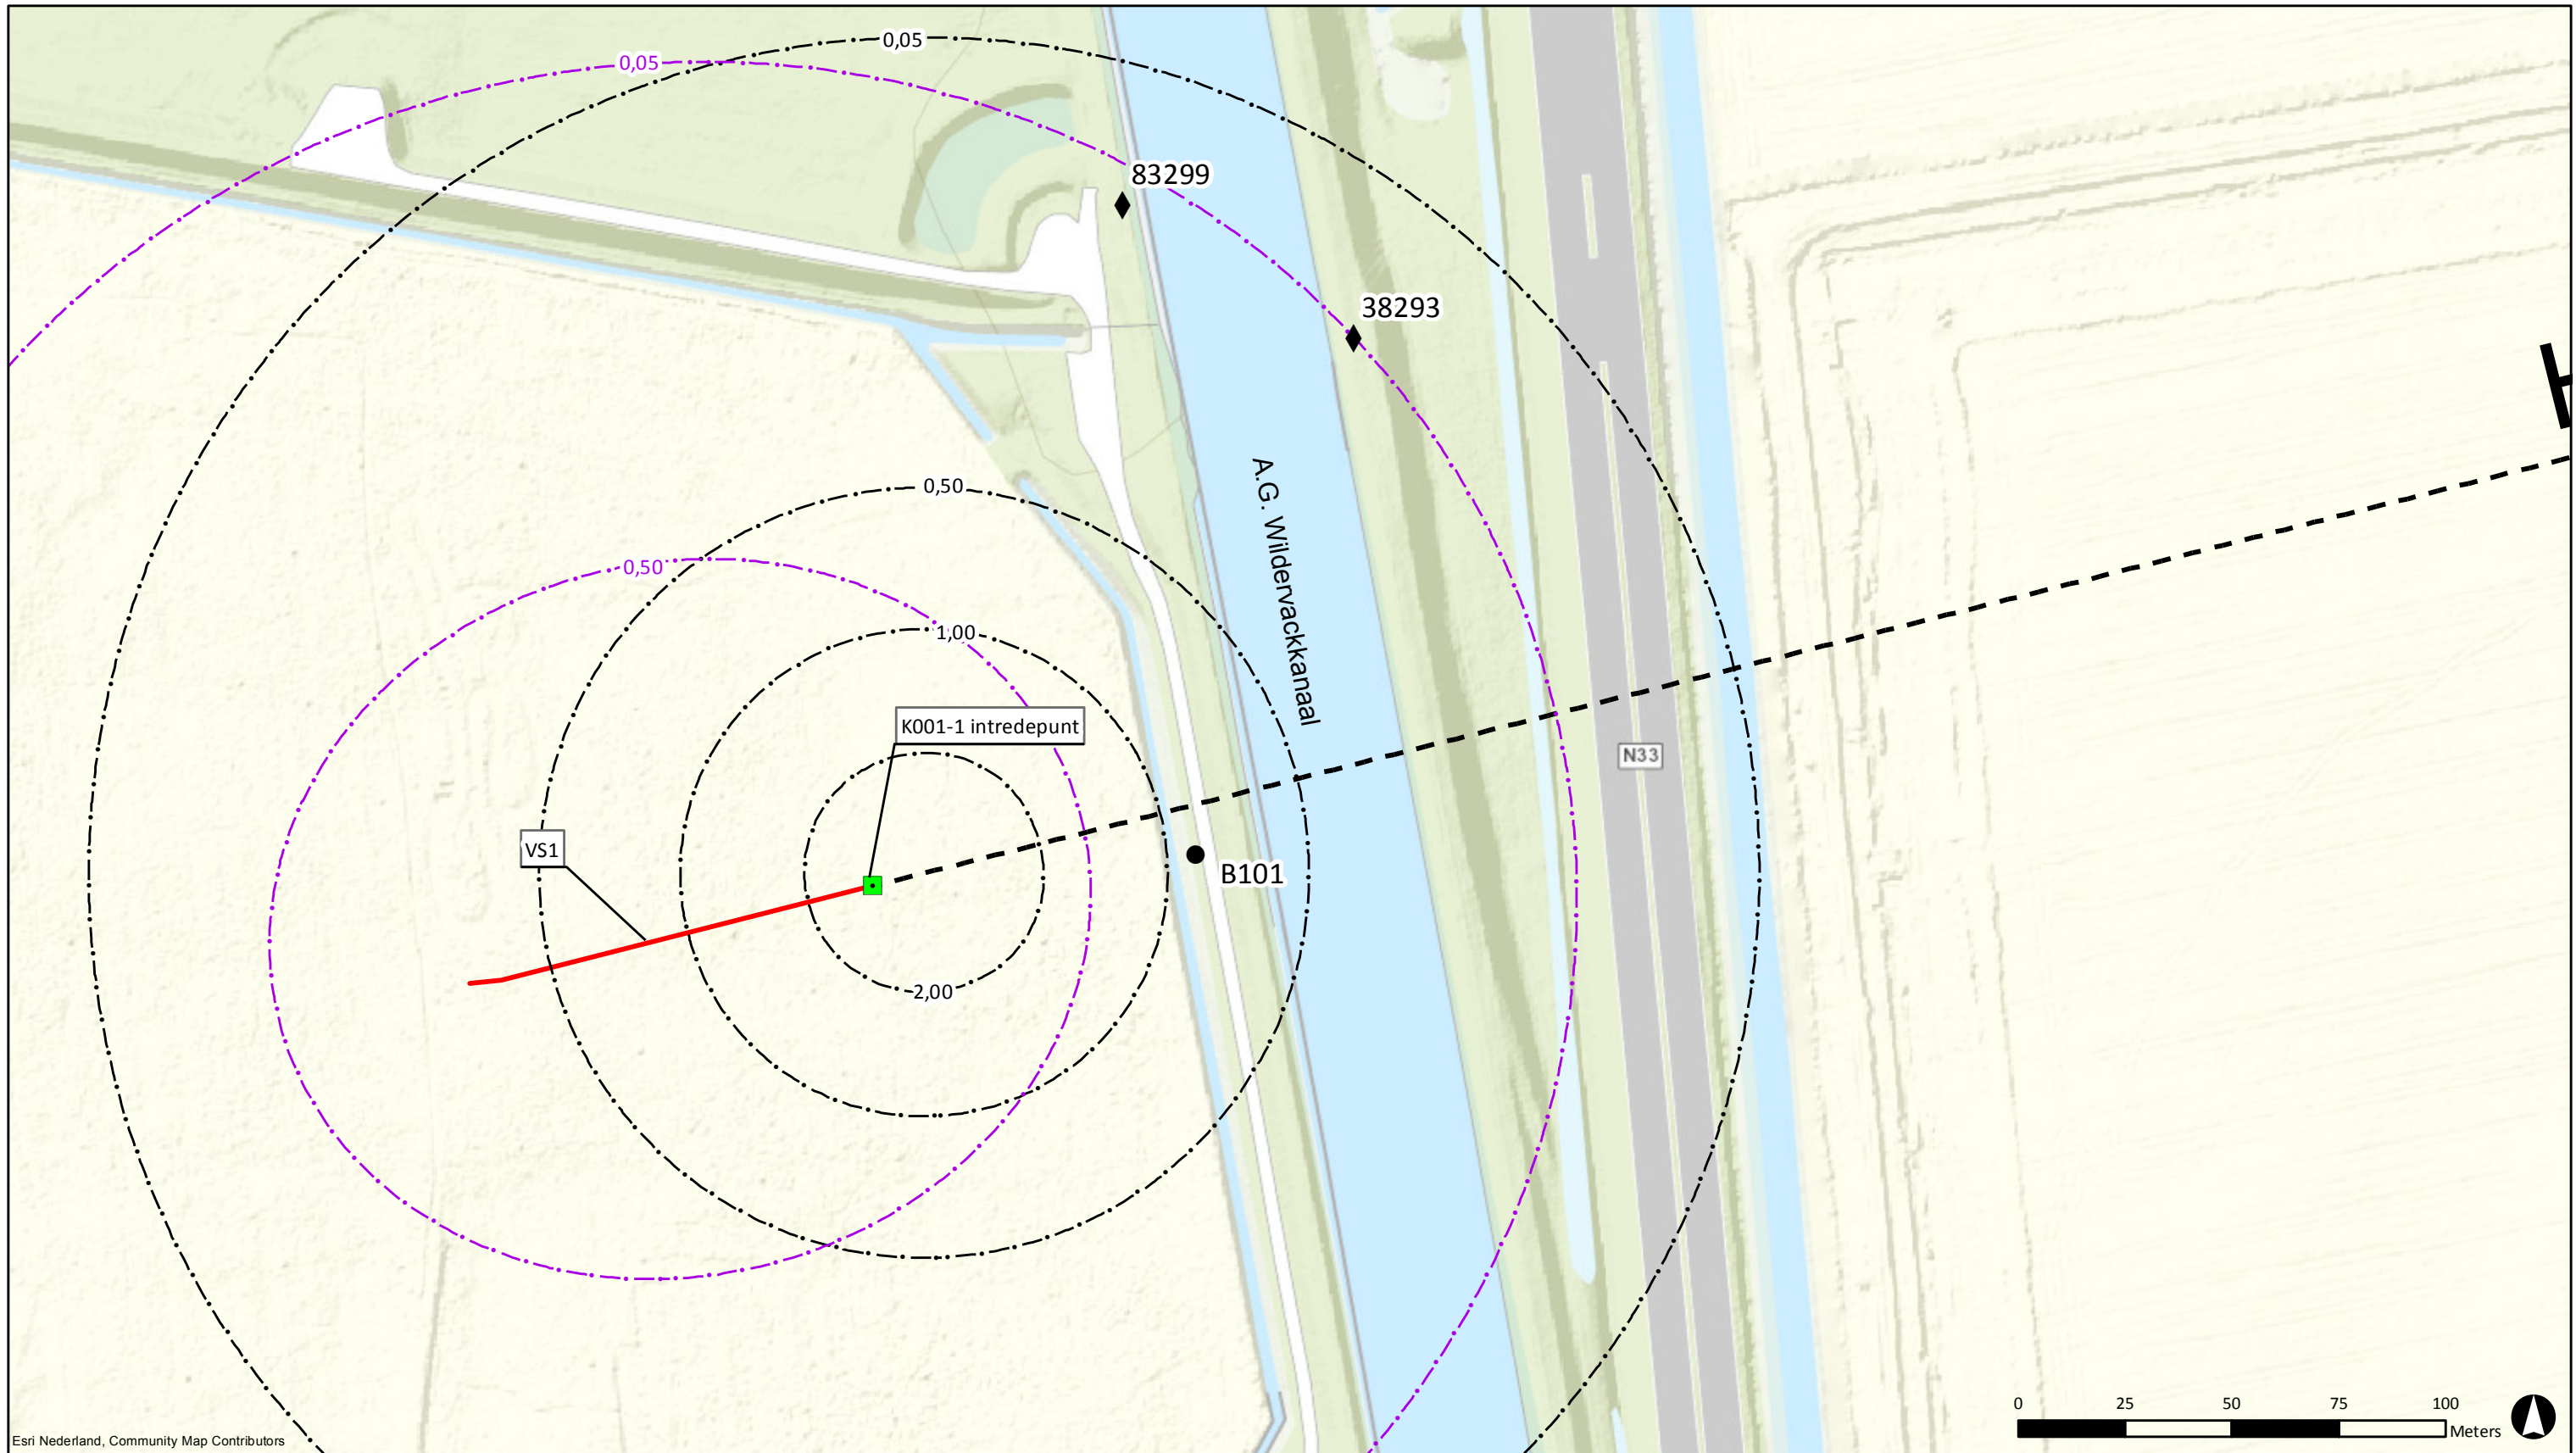 0,05
0,05
83299
38293
A.G. Wildervackkanaal
0,50
0,50
1,00
K001-1 intredepunt
N33
VS1
B101
2,00
0 25 50 75 100
Meters
Esri Nederland, Community Map Contributors